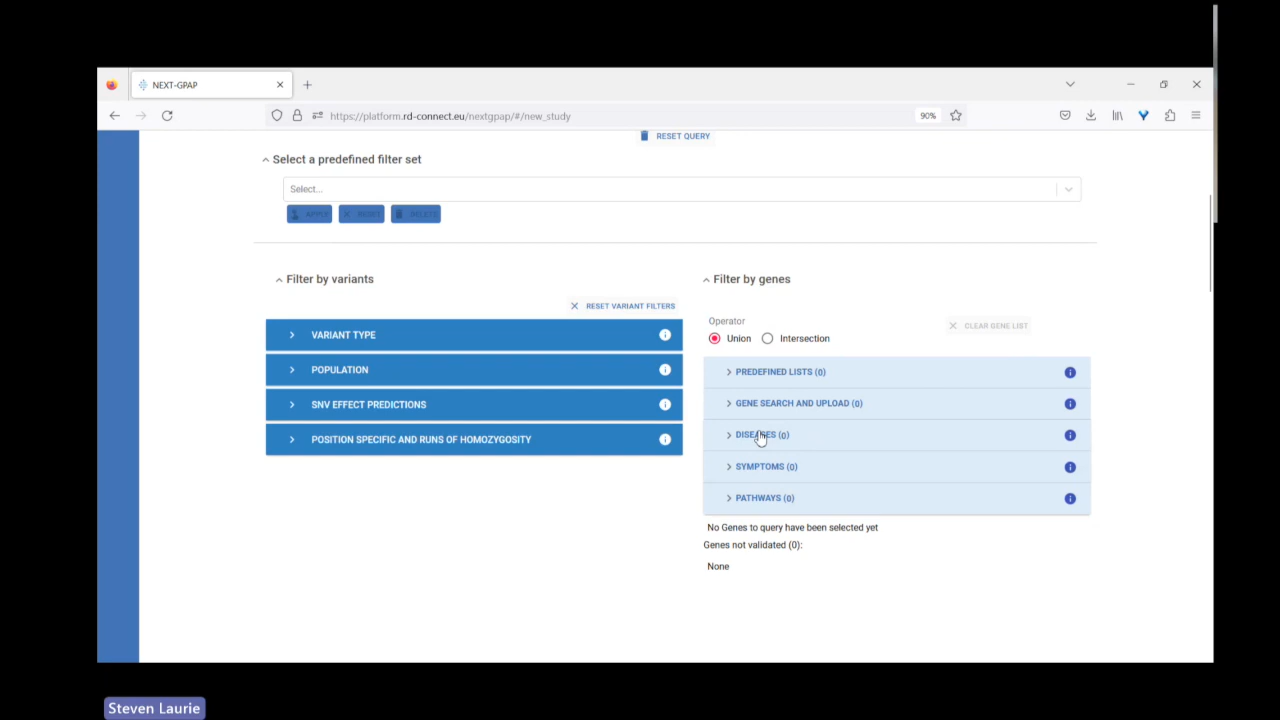 NEXT-GPAP
https://platform.rd-connect.eu/nextgpap/#/new_study
90%
RESET QUERY
Select a predefined filter set
Select...
APPLY RESET DELETE
Filter by variants
RESET VARIANT FILTERS
VARIANT TYPE
POPULATION
SNV EFFECT PREDICTIONS
POSITION SPECIFIC AND RUNS OF HOMOZYGOSITY
Filter by genes
Operator
CLEAR GENE LIST
Union Intersection
PREDEFINED LISTS (0)
GENE SEARCH AND UPLOAD (0)
DISEASES (0)
SYMPTOMS (0)
PATHWAYS (0)
No Genes to query have been selected yet
Genes not validated (0):
None
Steven Laurie